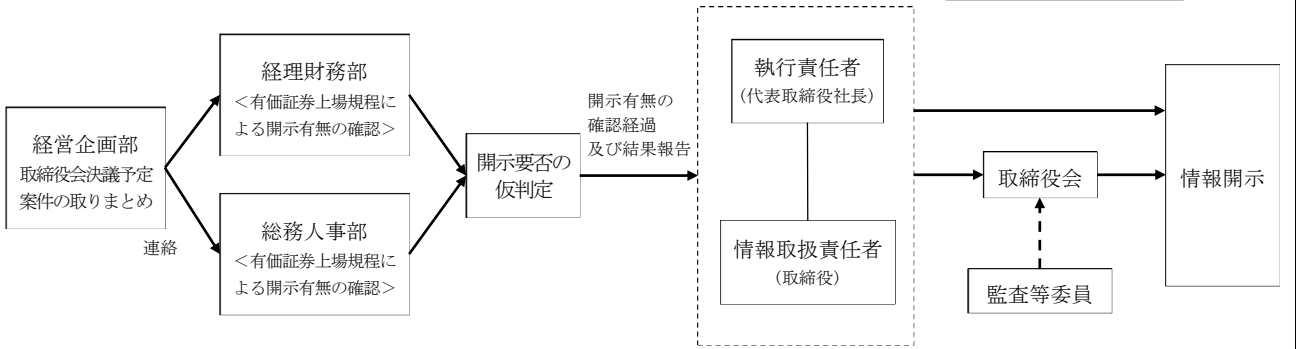 経営企画部
取締役会決議予定
案件の取りまとめ
連絡
経理財務部
＜有価証券上場規程に
よる開示有無の確認＞
総務人事部
＜有価証券上場規程に
よる開示有無の確認＞
開示要否の
仮判定
開示有無の
確認経過
及び結果報告
執行責任者
（代表取締役社長）
情報取扱責任者
（取締役）
取締役会
監査等委員
情報開示